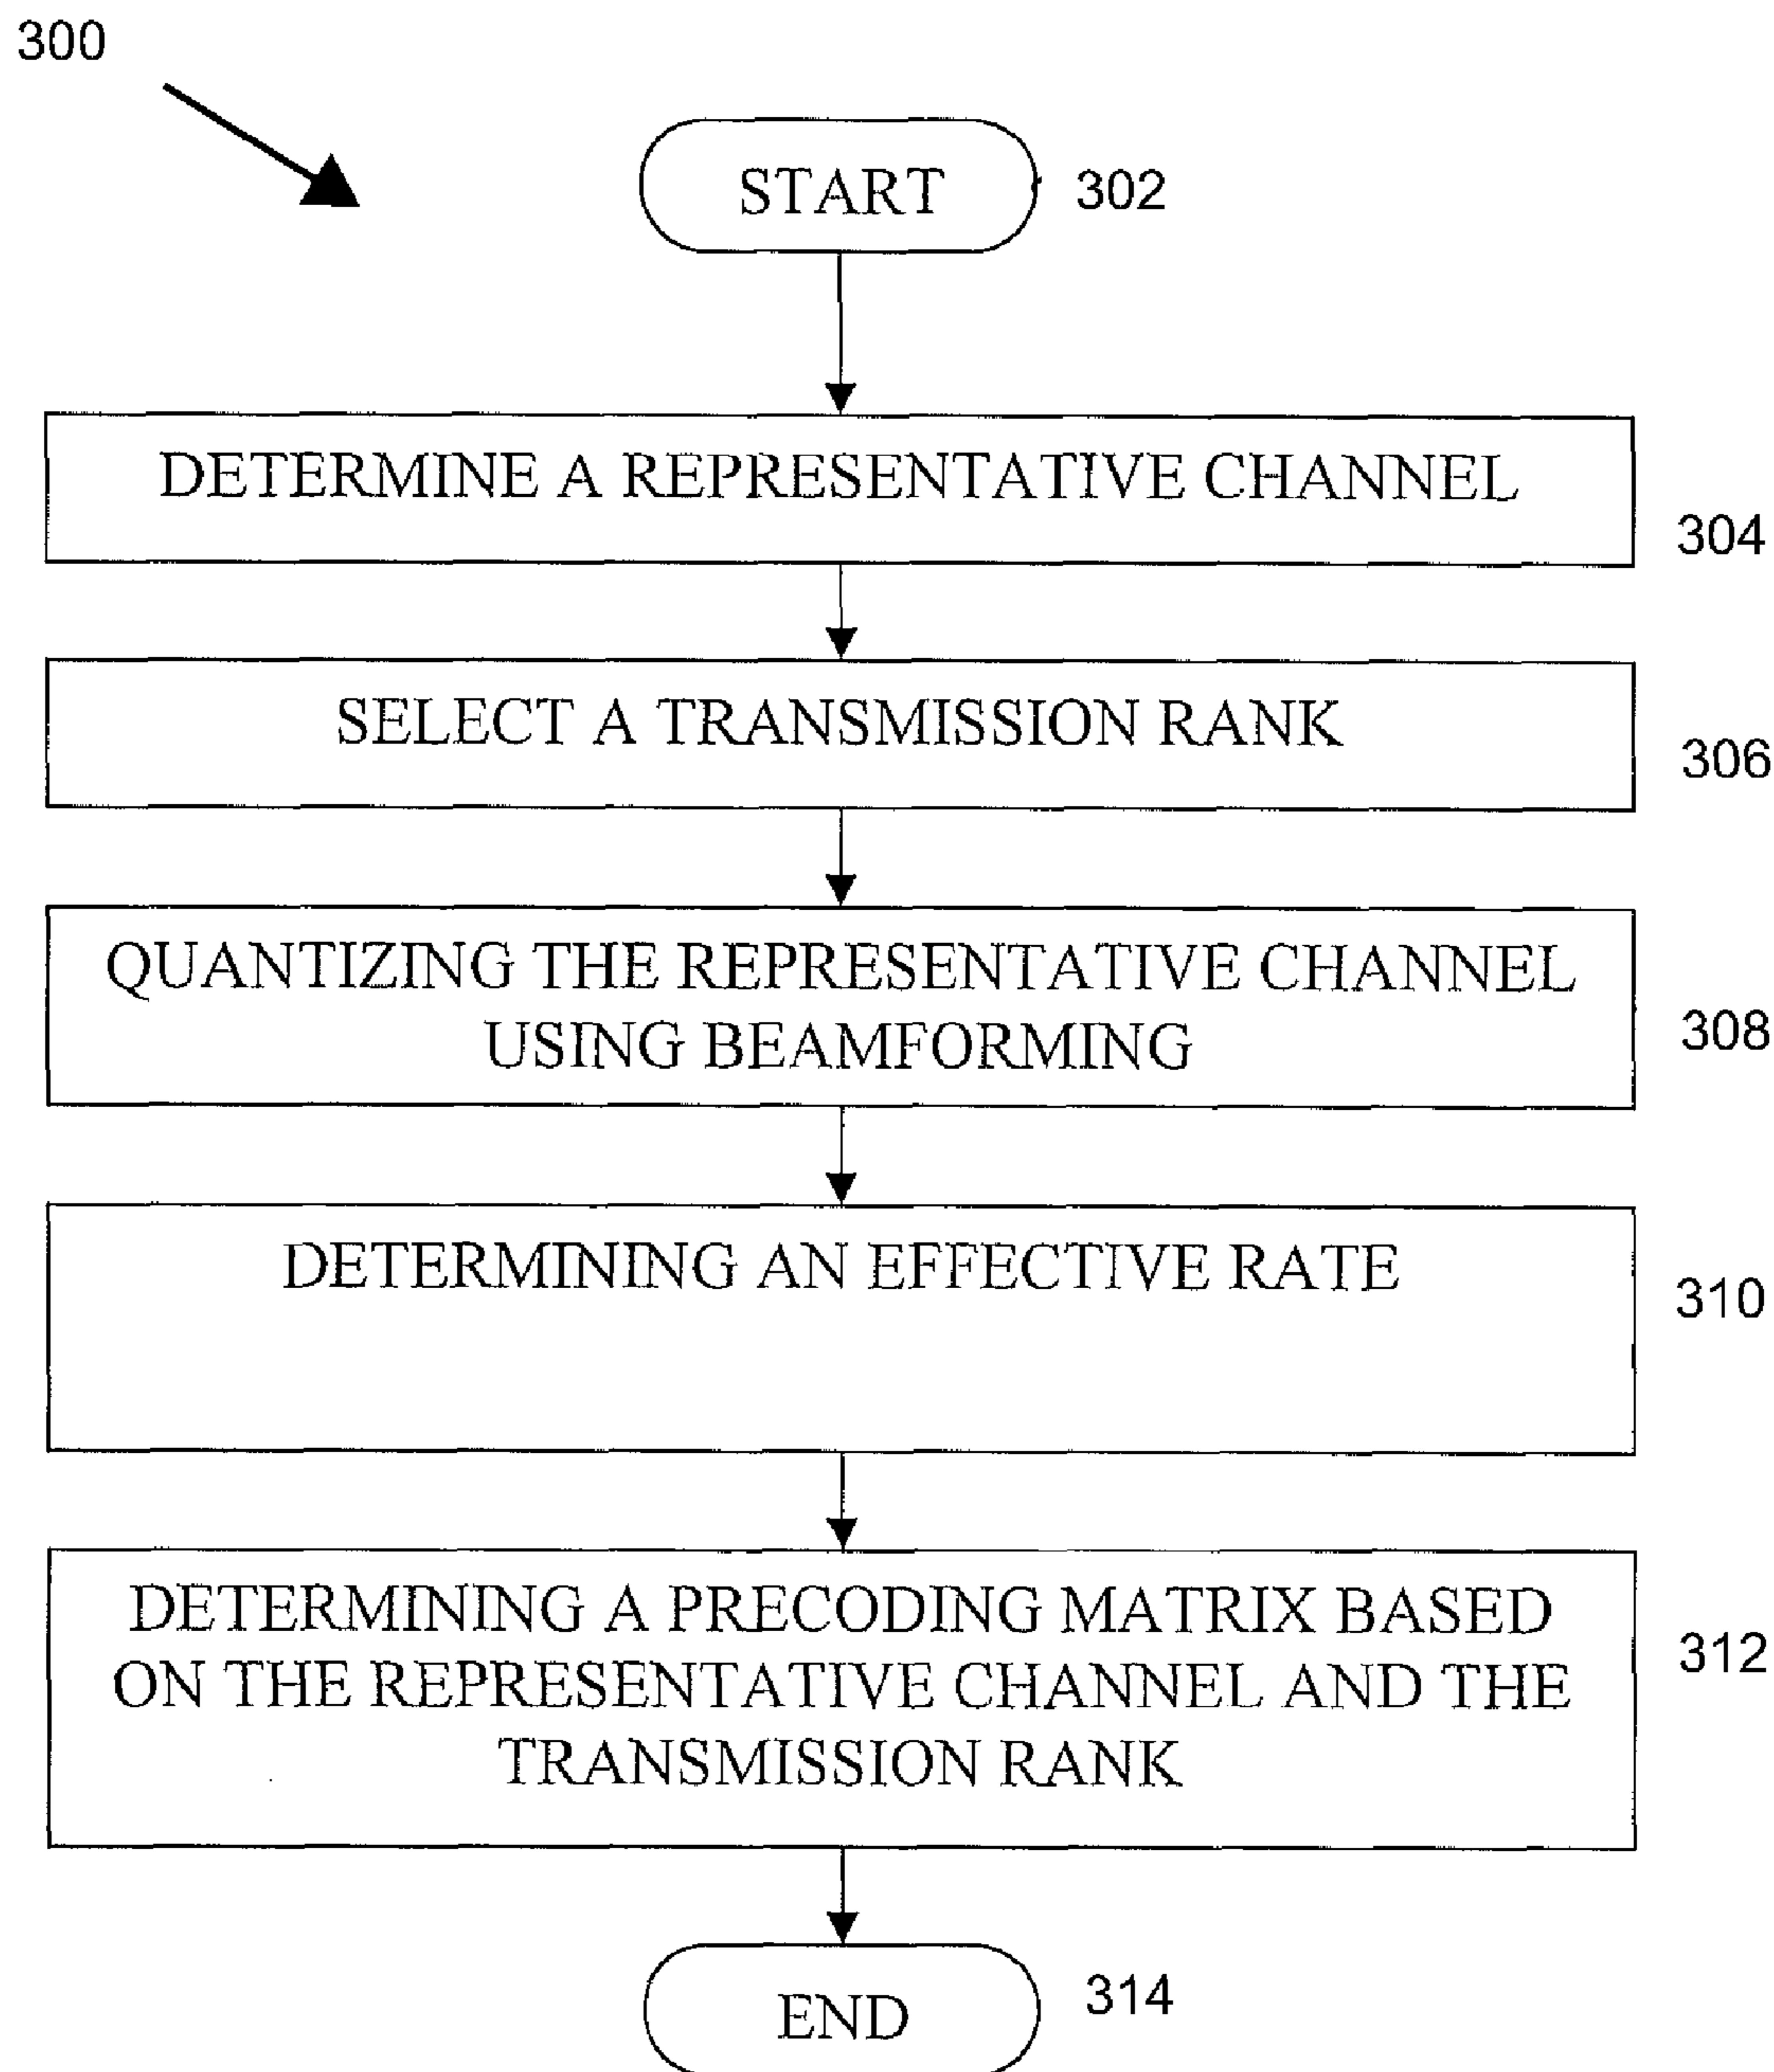 300
START
302
DETERMINE A REPRESENTATIVE CHANNEL
304
SELECT A TRANSMISSION RANK
306
QUANTIZING THE REPRESENTATIVE CHANNEL
USING BEAMFORMING
308
DETERMINING AN EFFECTIVE RATE
310
DETERMINING A PRECODING MATRIX BASED
ON THE REPRESENTATIVE CHANNEL AND THE
TRANSMISSION RANK
312
END
314